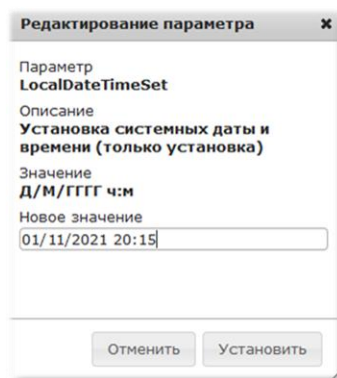 Редактирование параметра ✖
Параметр
LocalDateTimeSet
Описание
Установка системных даты и
времени (только установка)
Значение
Д/М/ГГГГ ч:м
Новое значение
01/11/2021 20:15
Отменить Установить